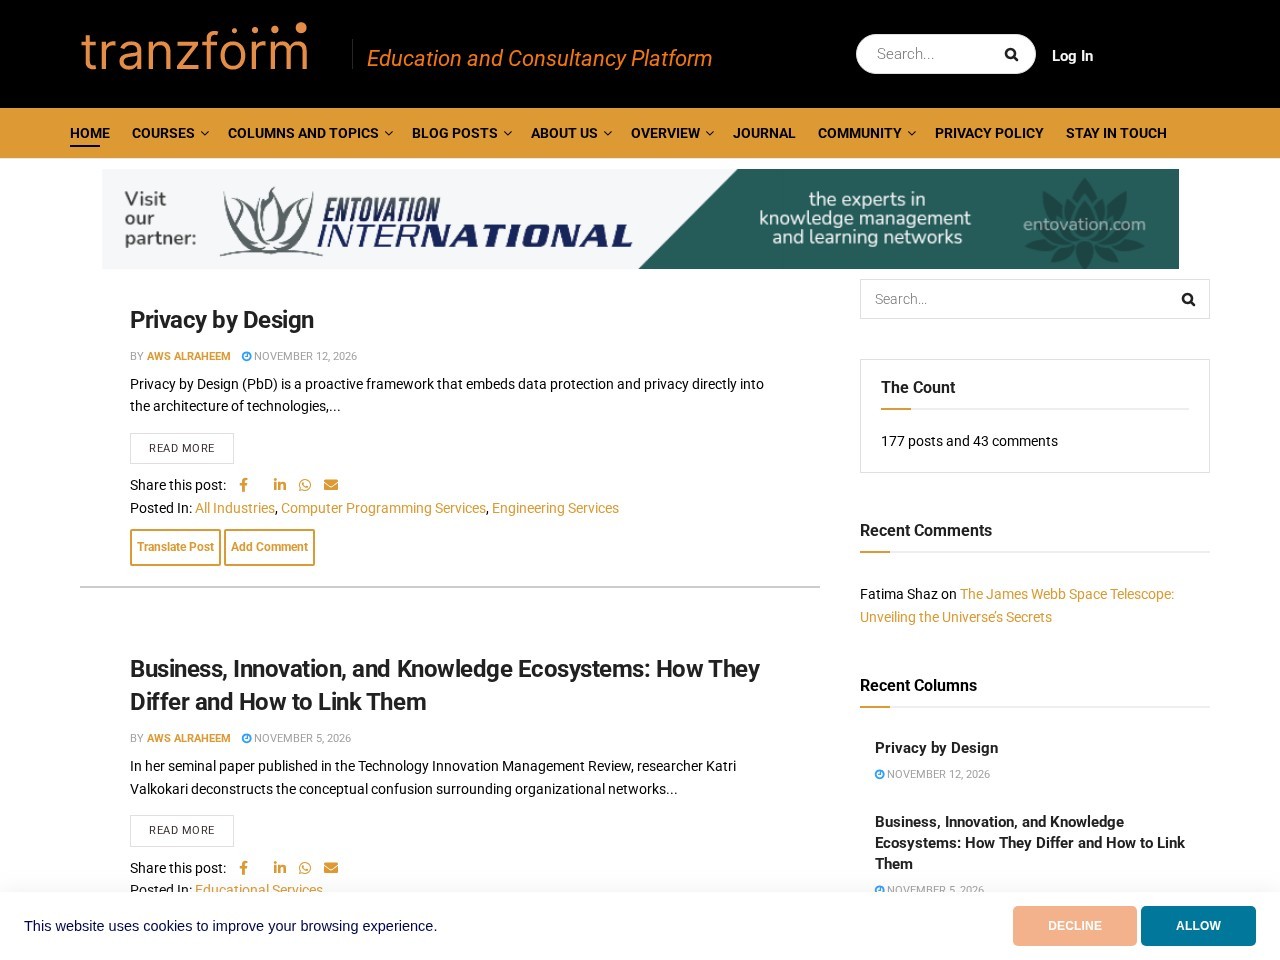 tranzform
Education and Consultancy Platform
Search...
Log In
HOME
COURSES
COLUMNS AND TOPICS
BLOG POSTS
ABOUT US
OVERVIEW
JOURNAL
COMMUNITY
PRIVACY POLICY
STAY IN TOUCH
Visit
our
partner:
ENTOVATION
INTERNATIONAL
the experts in
knowledge management
and learning networks
entovation.com
Privacy by Design
BY AWS ALRAHEEM NOVEMBER 12, 2026
Privacy by Design (PbD) is a proactive framework that embeds data protection and privacy directly into
the architecture of technologies,...
READ MORE
Share this post:
Posted In: All Industries, Computer Programming Services, Engineering Services
Translate Post
Add Comment
Business, Innovation, and Knowledge Ecosystems: How They
Differ and How to Link Them
BY AWS ALRAHEEM NOVEMBER 5, 2026
In her seminal paper published in the Technology Innovation Management Review, researcher Katri
Valkokari deconstructs the conceptual confusion surrounding organizational networks...
READ MORE
Share this post:
Posted In: Educational Services
Search...
The Count
177 posts and 43 comments
Recent Comments
Fatima Shaz on The James Webb Space Telescope:
Unveiling the Universe's Secrets
Recent Columns
Privacy by Design
NOVEMBER 12, 2026
Business, Innovation, and Knowledge
Ecosystems: How They Differ and How to Link
Them
NOVEMBER 5, 2026
This website uses cookies to improve your browsing experience.
DECLINE
ALLOW